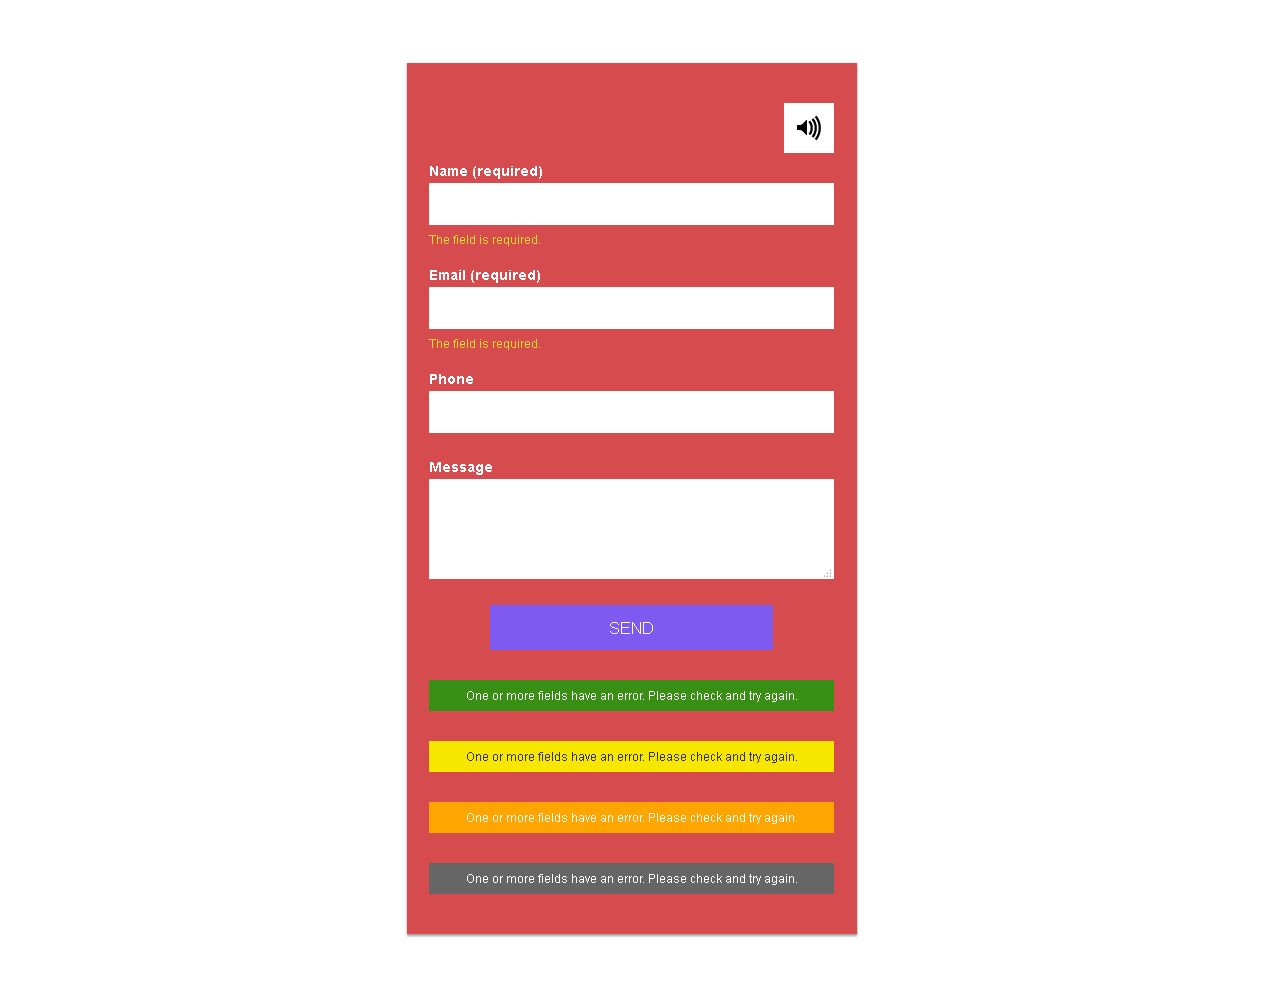 Name (required)
The field is required.
Email (required)
The field is required.
Phone
Message
SEND
One or more fields have an error. Please check and try again.
One or more fields have an error. Please check and try again.
One or more fields have an error. Please check and try again.
One or more fields have an error. Please check and try again.